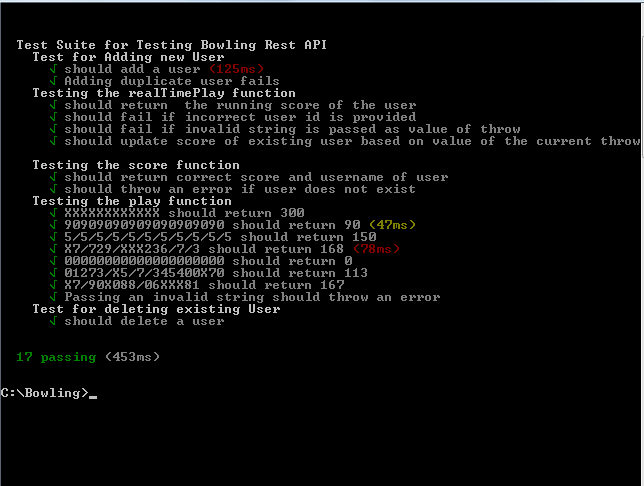 Test Suite for Testing Bowling Rest API
Test for Adding new User
√ should add a user (125ms)
√ Adding duplicate user fails
Testing the realTimePlay function
√ should return  the running score of the user
√ should fail if incorrect user id is provided
√ should fail if invalid string is passed as value of throw
√ should update score of existing user based on value of the current throw
Testing the score function
√ should return correct score and username of user
√ should throw an error if user does not exist
Testing the play function
√ XXXXXXXXXXXX should return 300
√ 90909090909090909090 should return 90 (47ms)
√ 5/5/5/5/5/5/5/5/5/5/5 should return 150
√ X7/729/XXX236/7/3 should return 168 (78ms)
√ 00000000000000000000 should return 0
√ 01273/X5/7/345400X70 should return 113
√ X7/90X088/06XXX81 should return 167
√ Passing an invalid string should throw an error
Test for deleting existing User
√ should delete a user
17 passing (453ms)
C:\Bowling>_